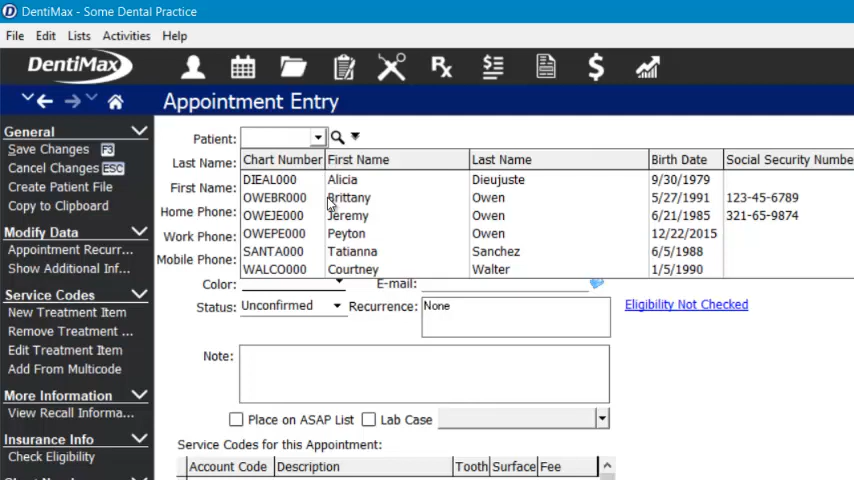 DentiMax - Some Dental Practice
File Edit Lists Activities Help
DentiMax
Appointment Entry
General
Save Changes F3
Cancel Changes ESC
Create Patient File
Copy to Clipboard
Modify Data
Appointment Recurr...
Show Additional Inf...
Service Codes
New Treatment Item
Remove Treatment ...
Edit Treatment Item
Add From Multicode
More Information
View Recall Informa...
Insurance Info
Check Eligibility
Patient:
Last Name:
First Name:
Home Phone:
Work Phone:
Mobile Phone:
Chart Number First Name Last Name Birth Date Social Security Numbe
DIEAL000 Alicia Dieujuste 9/30/1979
OWEBR000 Brittany Owen 5/27/1991 123-45-6789
OWEJE000 Jeremy Owen 6/21/1985 321-65-9874
OWEPE000 Peyton Owen 12/22/2015
SANTA000 Tatianna Sanchez 6/5/1988
WALCO000 Courtney Walter 1/5/1990
Color: E-mail:
Status: Unconfirmed Recurrence: None Eligibility Not Checked
Note:
Place on ASAP List Lab Case
Service Codes for this Appointment:
Account Code Description Tooth Surface Fee